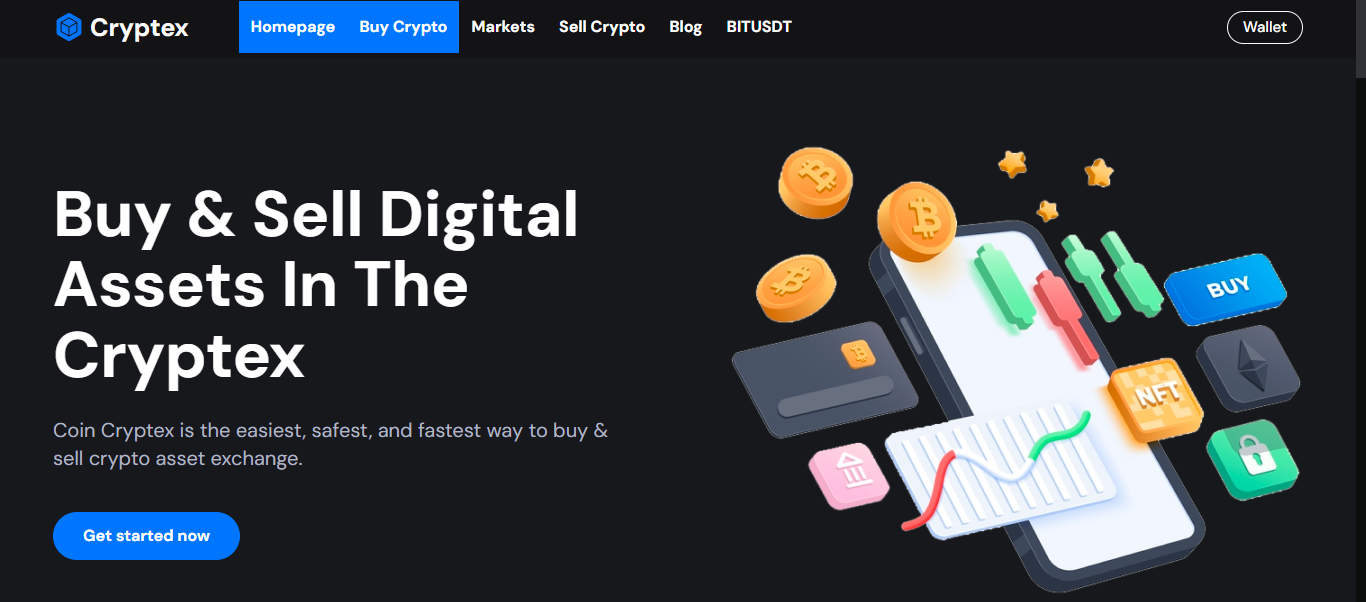 Cryptex
Homepage Buy Crypto Markets Sell Crypto Blog BITUSDT
Wallet
Buy & Sell Digital
Assets In The
Cryptex
Coin Cryptex is the easiest, safest, and fastest way to buy &
sell crypto asset exchange.
Get started now
BUY
NFT